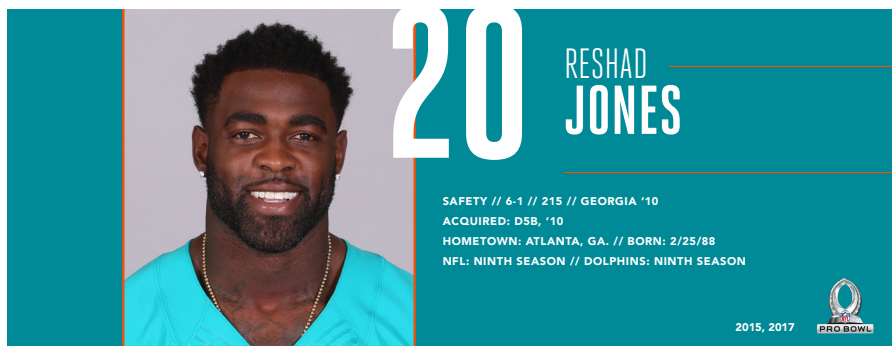 20
RESHAD
JONES
SAFETY // 6-1 // 215 // GEORGIA '10
ACQUIRED: D5B, '10
HOMETOWN: ATLANTA, GA. // BORN: 2/25/88
NFL: NINTH SEASON // DOLPHINS: NINTH SEASON
2015, 2017
NFL
PRO BOWL